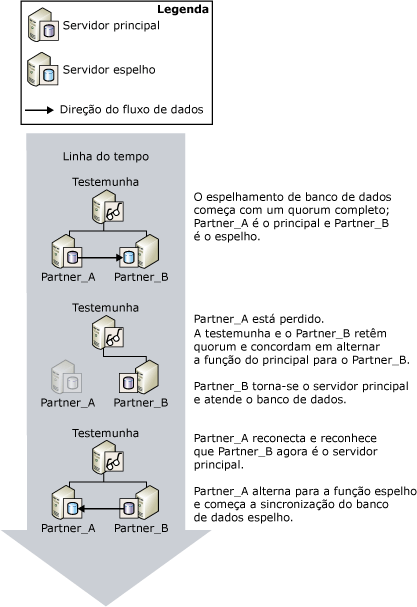 Legenda
Servidor principal
Servidor espelho
Direção do fluxo de dados
Linha do tempo
Testemunha
Partner_A
Partner_B
O espelhamento de banco de dados
começa com um quorum completo;
Partner_A é o principal e Partner_B
é o espelho.
Testemunha
Partner_A
Partner_B
Partner_A está perdido.
A testemunha e o Partner_B retêm
quorum e concordam em alternar
a função do principal para o Partner_B.
Partner_B torna-se o servidor principal
e atende o banco de dados.
Testemunha
Partner_A
Partner_B
Partner_A reconecta e reconhece
que Partner_B agora é o servidor
principal.
Partner_A alterna para a função espelho
e começa a sincronização do banco
de dados espelho.